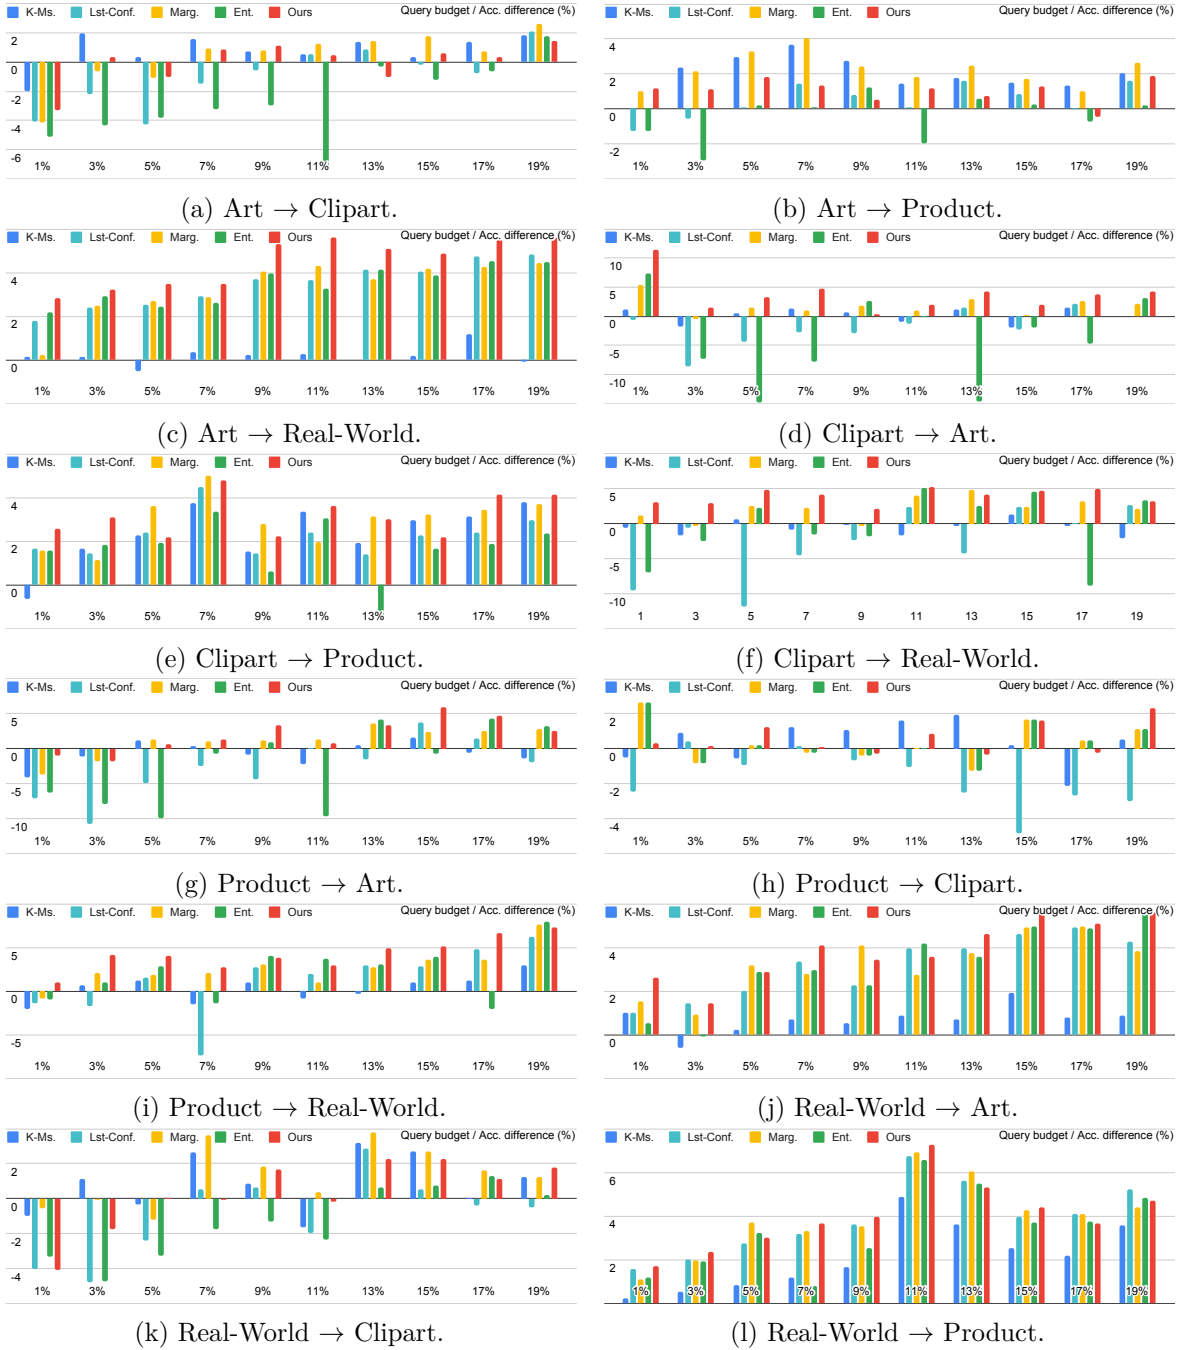 K-Ms. Lst-Conf. Marg. Ent. Ours Query budget / Acc. difference (%)
2
0
-2
-4
-6
1% 3% 5% 7% 9% 11% 13% 15% 17% 19%
(a) Art → Clipart.
K-Ms. Lst-Conf. Marg. Ent. Ours Query budget / Acc. difference (%)
4
2
0
-2
1% 3% 5% 7% 9% 11% 13% 15% 17% 19%
(b) Art → Product.
K-Ms. Lst-Conf. Marg. Ent. Ours Query budget / Acc. difference (%)
4
2
0
1% 3% 5% 7% 9% 11% 13% 15% 17% 19%
(c) Art → Real-World.
K-Ms. Lst-Conf. Marg. Ent. Ours Query budget / Acc. difference (%)
10
5
0
-5
-10
1% 3% 5% 7% 9% 11% 13% 15% 17% 19%
(d) Clipart → Art.
K-Ms. Lst-Conf. Marg. Ent. Ours Query budget / Acc. difference (%)
4
2
0
1% 3% 5% 7% 9% 11% 13% 15% 17% 19%
(e) Clipart → Product.
K-Ms. Lst-Conf. Marg. Ent. Ours Query budget / Acc. difference (%)
5
0
-5
-10
1 3 5 7 9 11 13 15 17 19
(f) Clipart → Real-World.
K-Ms. Lst-Conf. Marg. Ent. Ours Query budget / Acc. difference (%)
5
0
-5
-10
1% 3% 5% 7% 9% 11% 13% 15% 17% 19%
(g) Product → Art.
K-Ms. Lst-Conf. Marg. Ent. Ours Query budget / Acc. difference (%)
2
0
-2
-4
1% 3% 5% 7% 9% 11% 13% 15% 17% 19%
(h) Product → Clipart.
K-Ms. Lst-Conf. Marg. Ent. Ours Query budget / Acc. difference (%)
5
0
-5
1% 3% 5% 7% 9% 11% 13% 15% 17% 19%
(i) Product → Real-World.
K-Ms. Lst-Conf. Marg. Ent. Ours Query budget / Acc. difference (%)
4
2
0
1% 3% 5% 7% 9% 11% 13% 15% 17% 19%
(j) Real-World → Art.
K-Ms. Lst-Conf. Marg. Ent. Ours Query budget / Acc. difference (%)
2
0
-2
-4
1% 3% 5% 7% 9% 11% 13% 15% 17% 19%
(k) Real-World → Clipart.
K-Ms. Lst-Conf. Marg. Ent. Ours Query budget / Acc. difference (%)
6
4
2
1% 3% 5% 7% 9% 11% 13% 15% 17% 19%
(l) Real-World → Product.